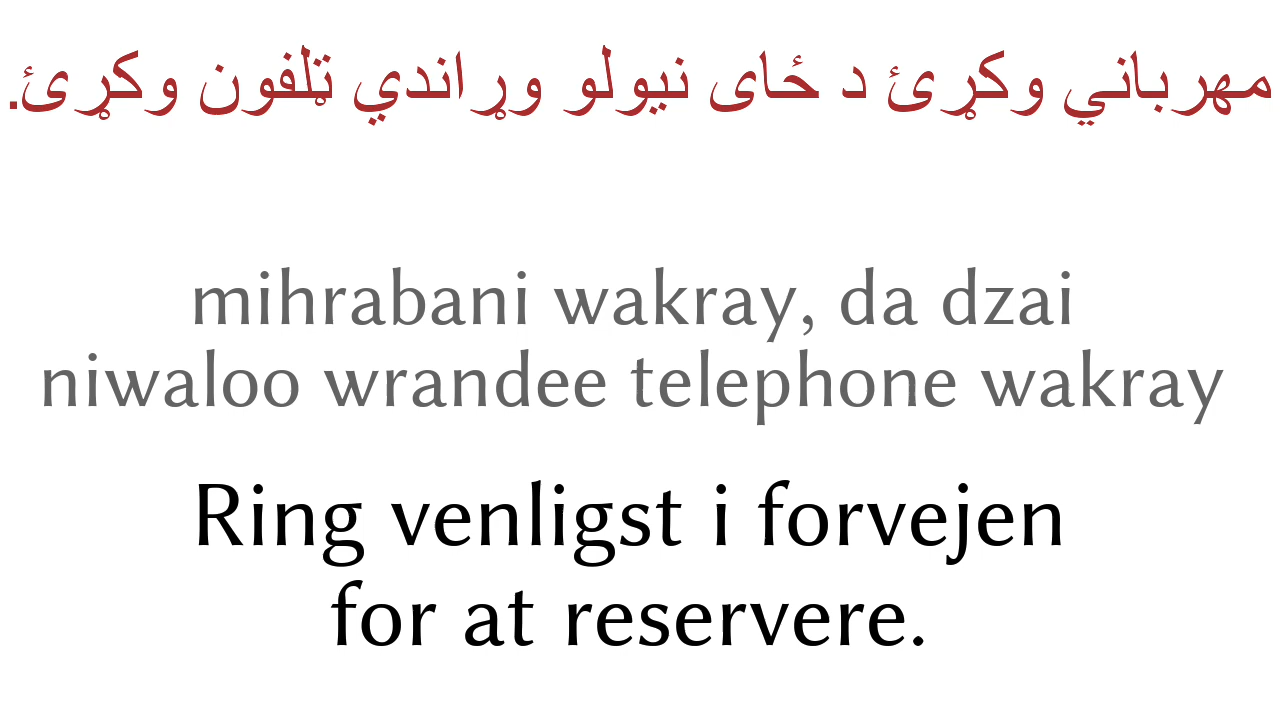 مهرباني وکړئ د ځای نیولو وړاندي ټلفون وکړئ.
mihrabani wakray, da dzai
niwaloo wrandee telephone wakray
Ring venligst i forvejen
for at reservere.